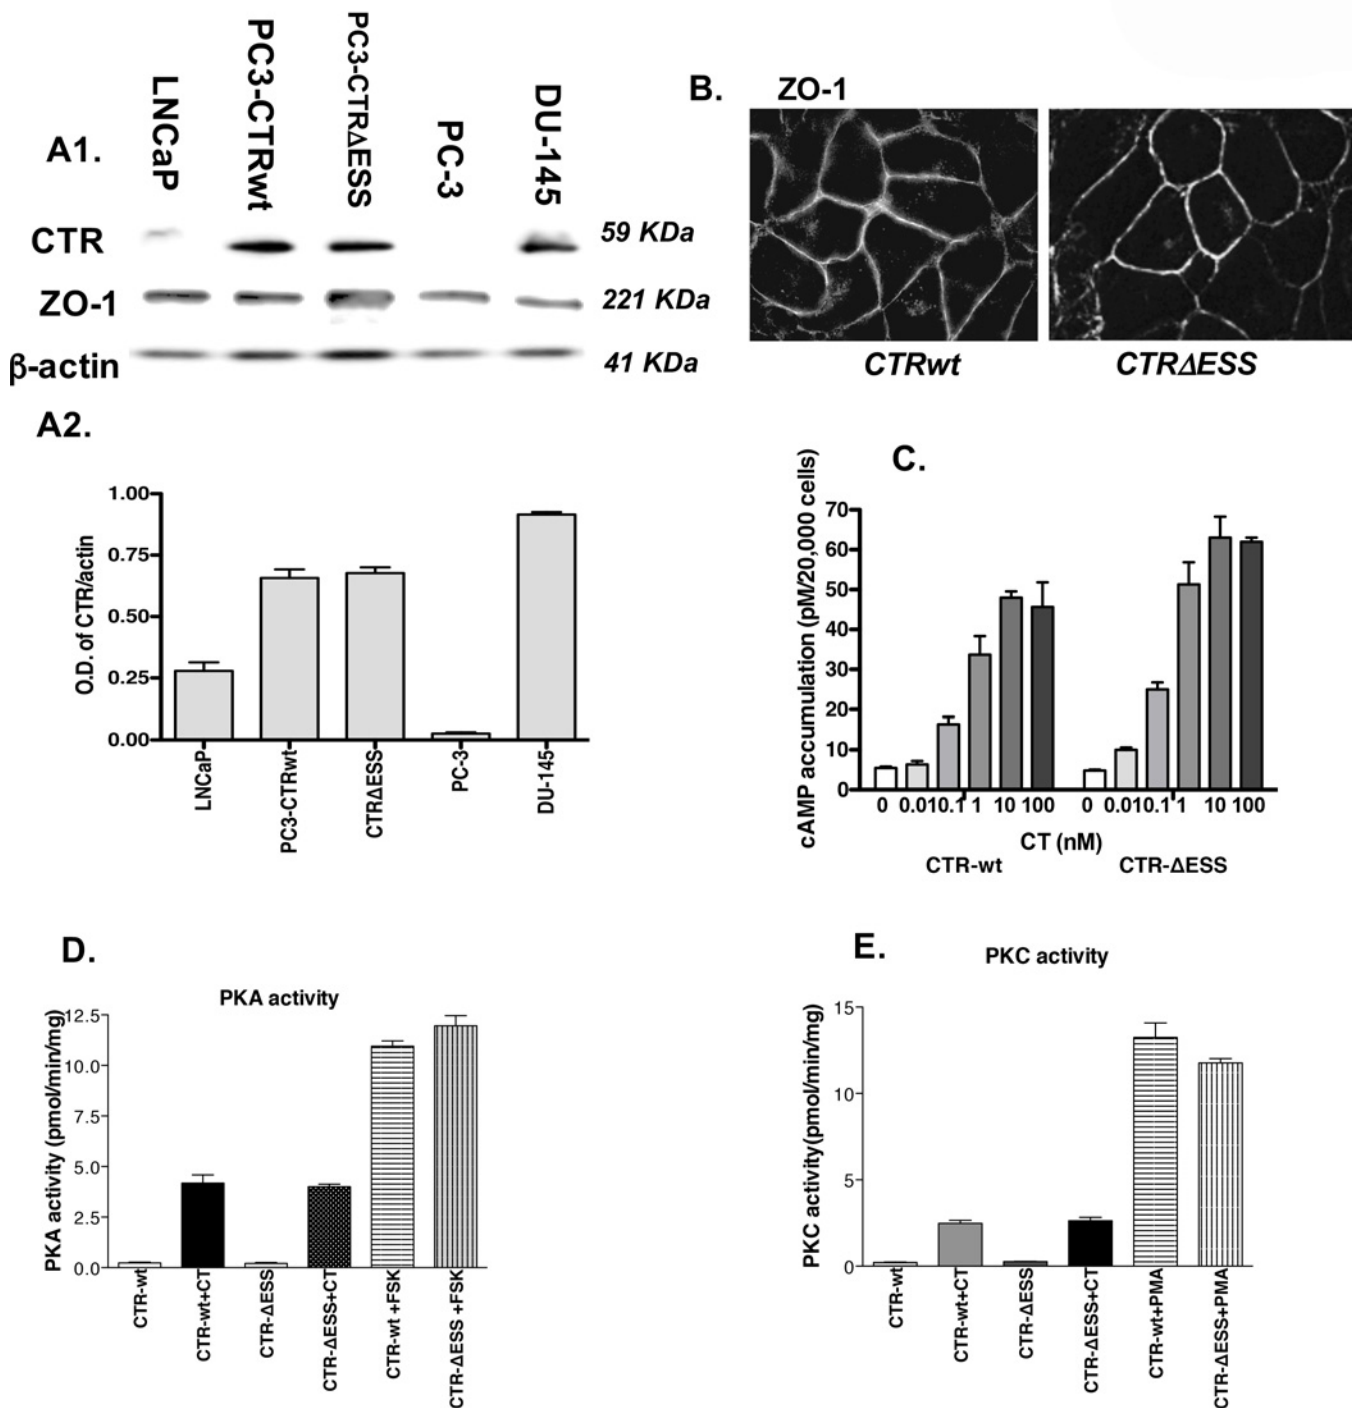 A1.
LNCaP
PC3-CTRwt
PC3-CTRΔESS
PC-3
DU-145
CTR
59 KDa
ZO-1
221 KDa
β-actin
41 KDa
B.
ZO-1
CTRwt
CTRΔESS
A2.
O.D. of CTR/actin
1.00
0.75
0.50
0.25
0.00
LNCaP
PC3-CTRwt
CTRΔESS
PC-3
DU-145
C.
cAMP accumulation (pM/20,000 cells)
70
60
50
40
30
20
10
0
0 0.01 0.1 1 10 100
0 0.01 0.1 1 10 100
CT (nM)
CTR-wt
CTR-ΔESS
D.
PKA activity
PKA activity (pmol/min/mg)
12.5
10.0
7.5
5.0
2.5
0.0
CTR-wt
CTR-wt+CT
CTR-ΔESS
CTR-ΔESS+CT
CTR-wt +FSK
CTR-ΔESS +FSK
E.
PKC activity
PKC activity(pmol/min/mg)
15
10
5
0
CTR-wt
CTR-wt+CT
CTR-ΔESS
CTR-ΔESS+CT
CTR-wt+PMA
CTR-ΔESS+PMA